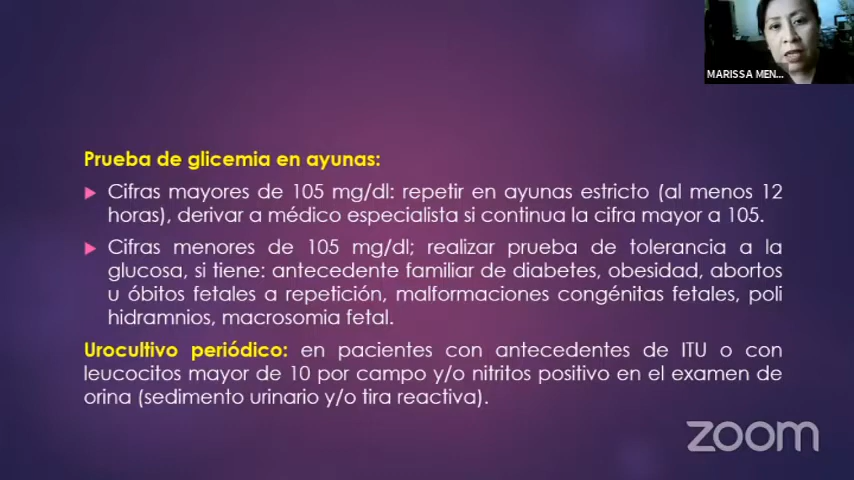 MARISSA MEN...
Prueba de glicemia en ayunas:
Cifras mayores de 105 mg/dl: repetir en ayunas estricto (al menos 12
horas), derivar a médico especialista si continua la cifra mayor a 105.
Cifras menores de 105 mg/dl; realizar prueba de tolerancia a la
glucosa, si tiene: antecedente familiar de diabetes, obesidad, abortos
u óbitos fetales a repetición, malformaciones congénitas fetales, poli
hidramnios, macrosomia fetal.
Urocultivo periódico: en pacientes con antecedentes de ITU o con
leucocitos mayor de 10 por campo y/o nitritos positivo en el examen de
orina (sedimento urinario y/o tira reactiva).
zoom